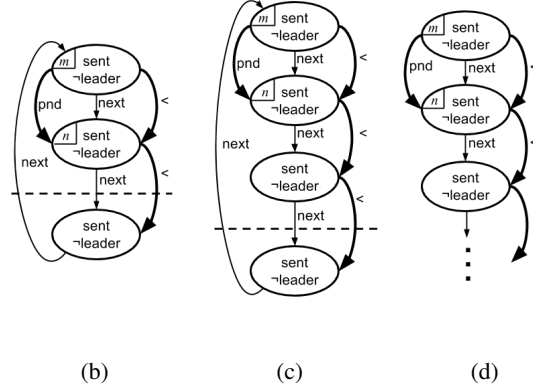 m sent
¬leader
pnd
next
<
n sent
¬leader
next
next
<
sent
¬leader
(b)
m sent
¬leader
pnd
next
<
n sent
¬leader
next
next
<
sent
¬leader
next
<
sent
¬leader
(c)
m sent
¬leader
pnd
next
<
n sent
¬leader
next
<
sent
¬leader
(d)